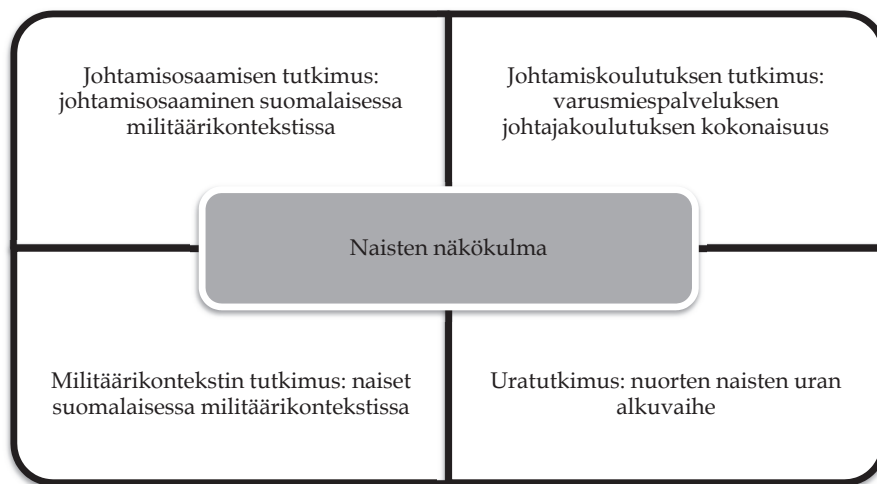 Johtamisosaamisen tutkimus:
johtamisosaaminen suomalaisessa
militäärikontekstissa
Johtamiskoulutuksen tutkimus:
varusmiespalveluksen
johtajakoulutuksen kokonaisuus
Naisten näkökulma
Militäärikontekstin tutkimus: naiset
suomalaisessa militäärikontekstissa
Uratutkimus: nuorten naisten uran
alkuvaihe